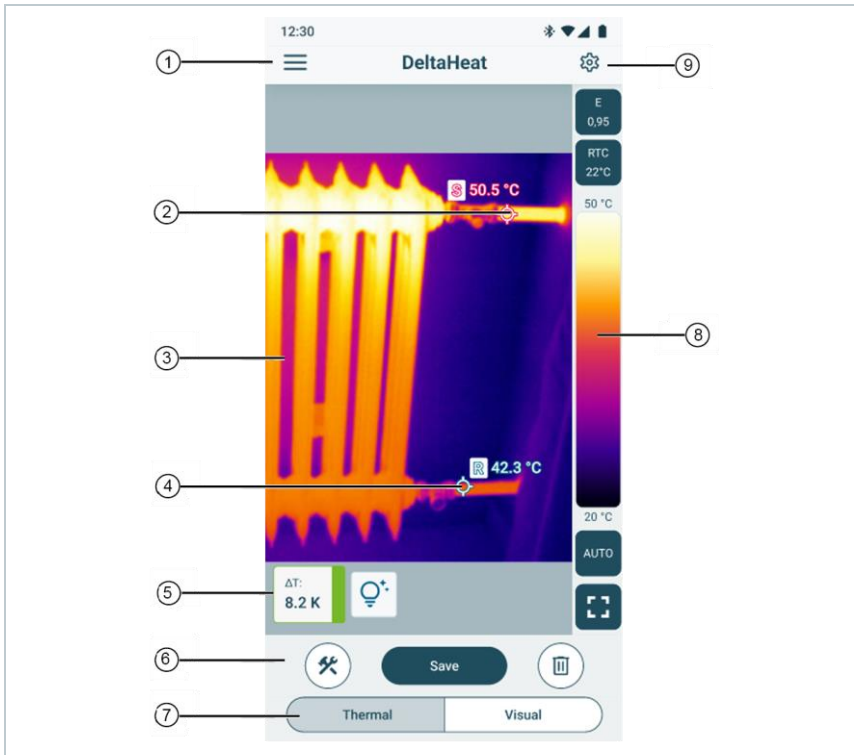 12:30
1
DeltaHeat
9
E
0,95
RTC
22°C
S 50.5 °C
50 °C
2
3
8
R 42.3 °C
4
20 °C
AUTO
5
ΔT:
8.2 K
6
Save
7
Thermal
Visual